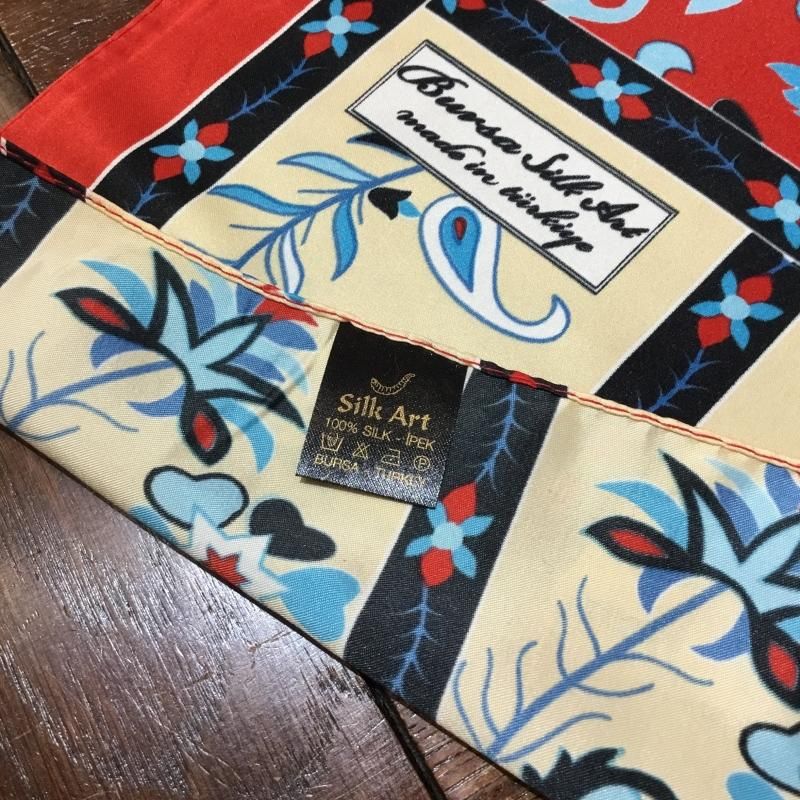 Bursa Silk Art
made in türkiye
Silk Art
100% SILK - İPEK
P
BURSA TURKEY